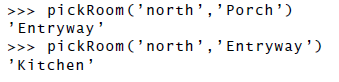 >>> pickRoom(’north’,’Porch’)
’Entryway’
>>> pickRoom(’north’,’Entryway’)
’Kitchen’